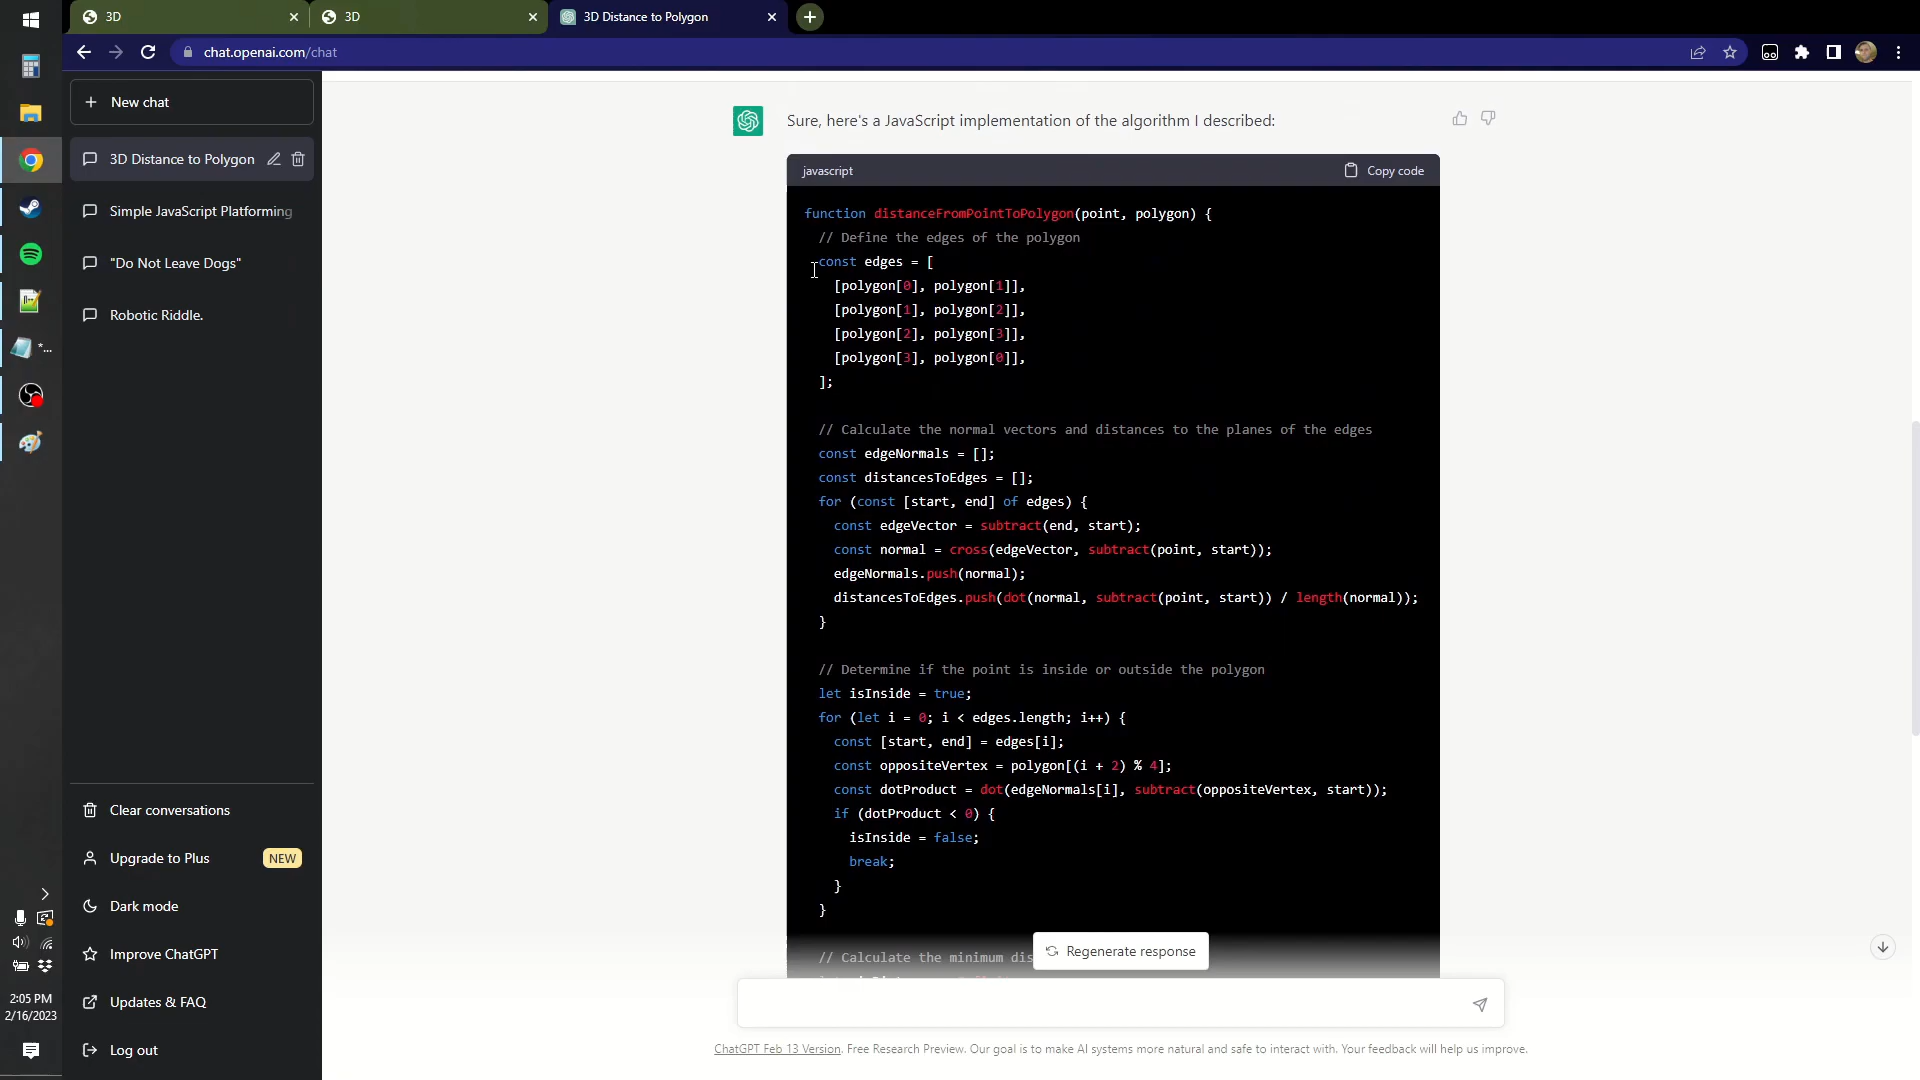 3D
3D
3D Distance to Polygon
chat.openai.com/chat
New chat
3D Distance to Polygon
Simple JavaScript Platforming
"Do Not Leave Dogs"
Robotic Riddle.
Clear conversations
Upgrade to Plus NEW
Dark mode
Improve ChatGPT
Updates & FAQ
Log out
*...
2:05 PM
2/16/2023
Sure, here's a JavaScript implementation of the algorithm I described:
javascript Copy code
function distanceFromPointToPolygon(point, polygon) {
// Define the edges of the polygon
const edges = [
[polygon[0], polygon[1]],
[polygon[1], polygon[2]],
[polygon[2], polygon[3]],
[polygon[3], polygon[0]],
];
// Calculate the normal vectors and distances to the planes of the edges
const edgeNormals = [];
const distancesToEdges = [];
for (const [start, end] of edges) {
const edgeVector = subtract(end, start);
const normal = cross(edgeVector, subtract(point, start));
edgeNormals.push(normal);
distancesToEdges.push(dot(normal, subtract(point, start)) / length(normal));
}
// Determine if the point is inside or outside the polygon
let isInside = true;
for (let i = 0; i < edges.length; i++) {
const [start, end] = edges[i];
const oppositeVertex = polygon[(i + 2) % 4];
const dotProduct = dot(edgeNormals[i], subtract(oppositeVertex, start));
if (dotProduct < 0) {
isInside = false;
break;
}
}
// Calculate the minimum dis
Regenerate response
ChatGPT Feb 13 Version. Free Research Preview. Our goal is to make AI systems more natural and safe to interact with. Your feedback will help us improve.